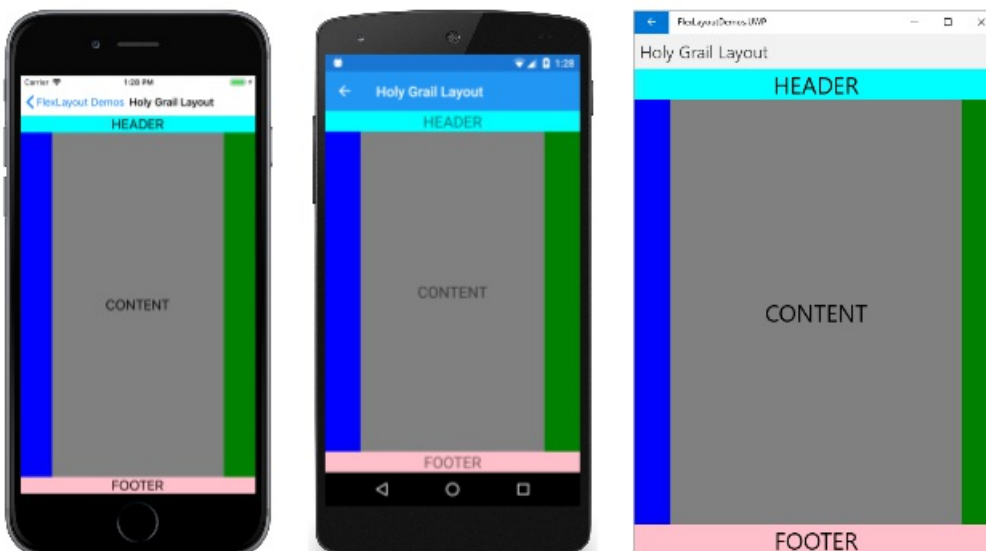 Carrier 1:28 PM
FlexLayout Demos Holy Grail Layout
HEADER
CONTENT
FOOTER
1:28
Holy Grail Layout
HEADER
CONTENT
FOOTER
FlexLayoutDemos.UWP
Holy Grail Layout
HEADER
CONTENT
FOOTER